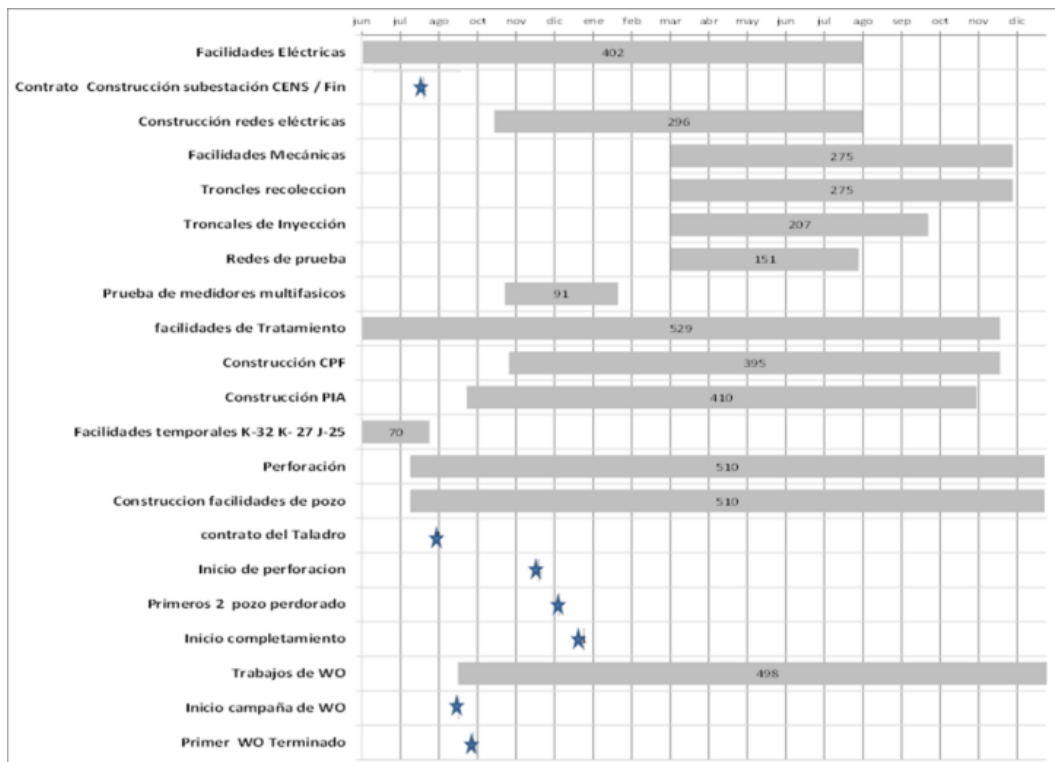 jun jul ago oct nov dic ene feb mar abr may jun jul ago sep oct nov dic
Facilidades Eléctricas 402
Contrato Construcción subestación CENS / Fin
Construcción redes eléctricas 296
Facilidades Mecánicas 275
Troncles recoleccion 275
Troncales de Inyección 207
Redes de prueba 151
Prueba de medidores multifasicos 91
facilidades de Tratamiento 529
Construcción CPF 395
Construcción PIA 410
Facilidades temporales K-32 K- 27 J-25 70
Perforación 510
Construccion facilidades de pozo 510
contrato del Taladro
Inicio de perforacion
Primeros 2 pozo perdorado
Inicio completamiento
Trabajos de WO 498
Inicio campaña de WO
Primer WO Terminado